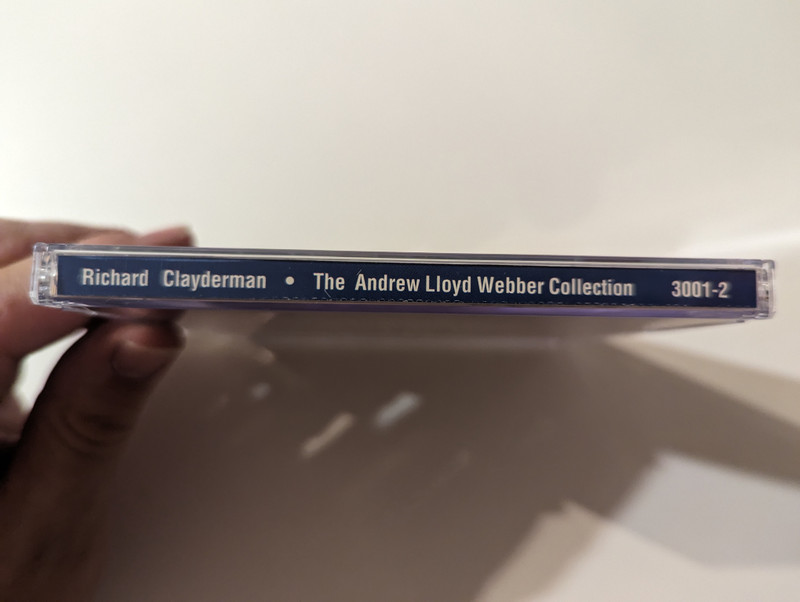 Richard Clayderman • The Andrew Lloyd Webber Collection 3001-2